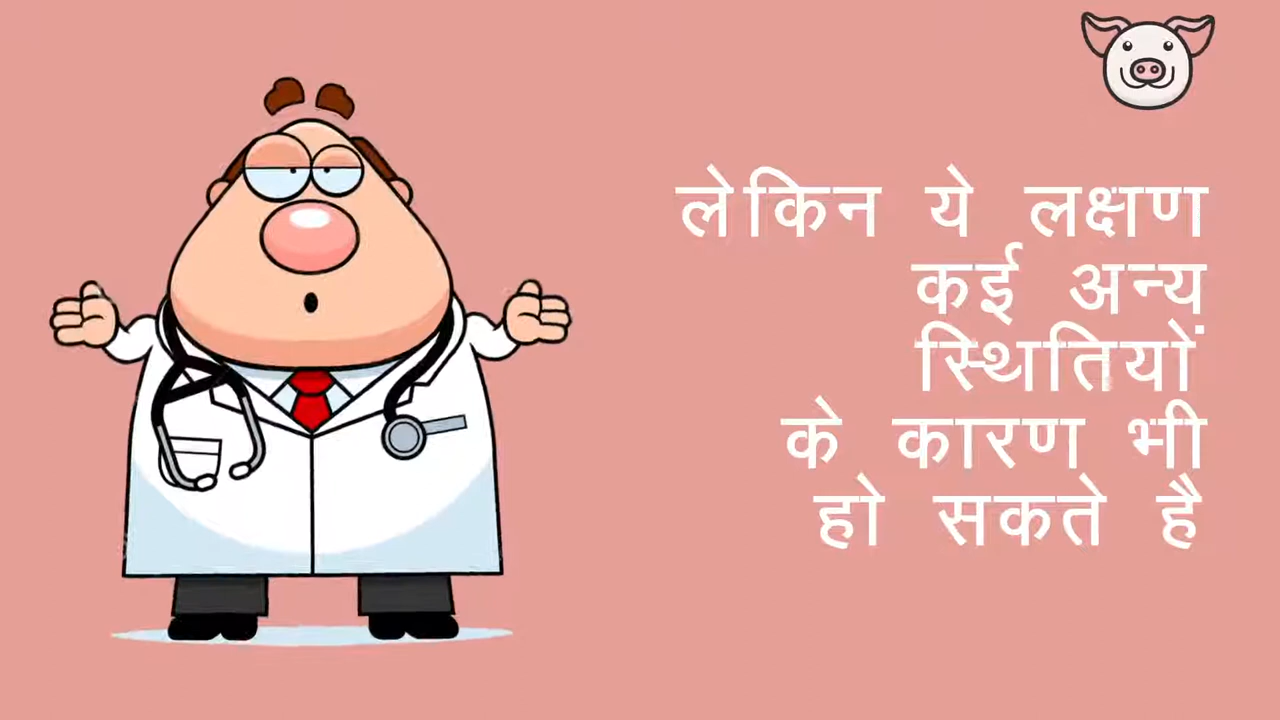 लेकिन ये लक्षण
कई अन्य
स्थितियों
के कारण भी
हो सकते है